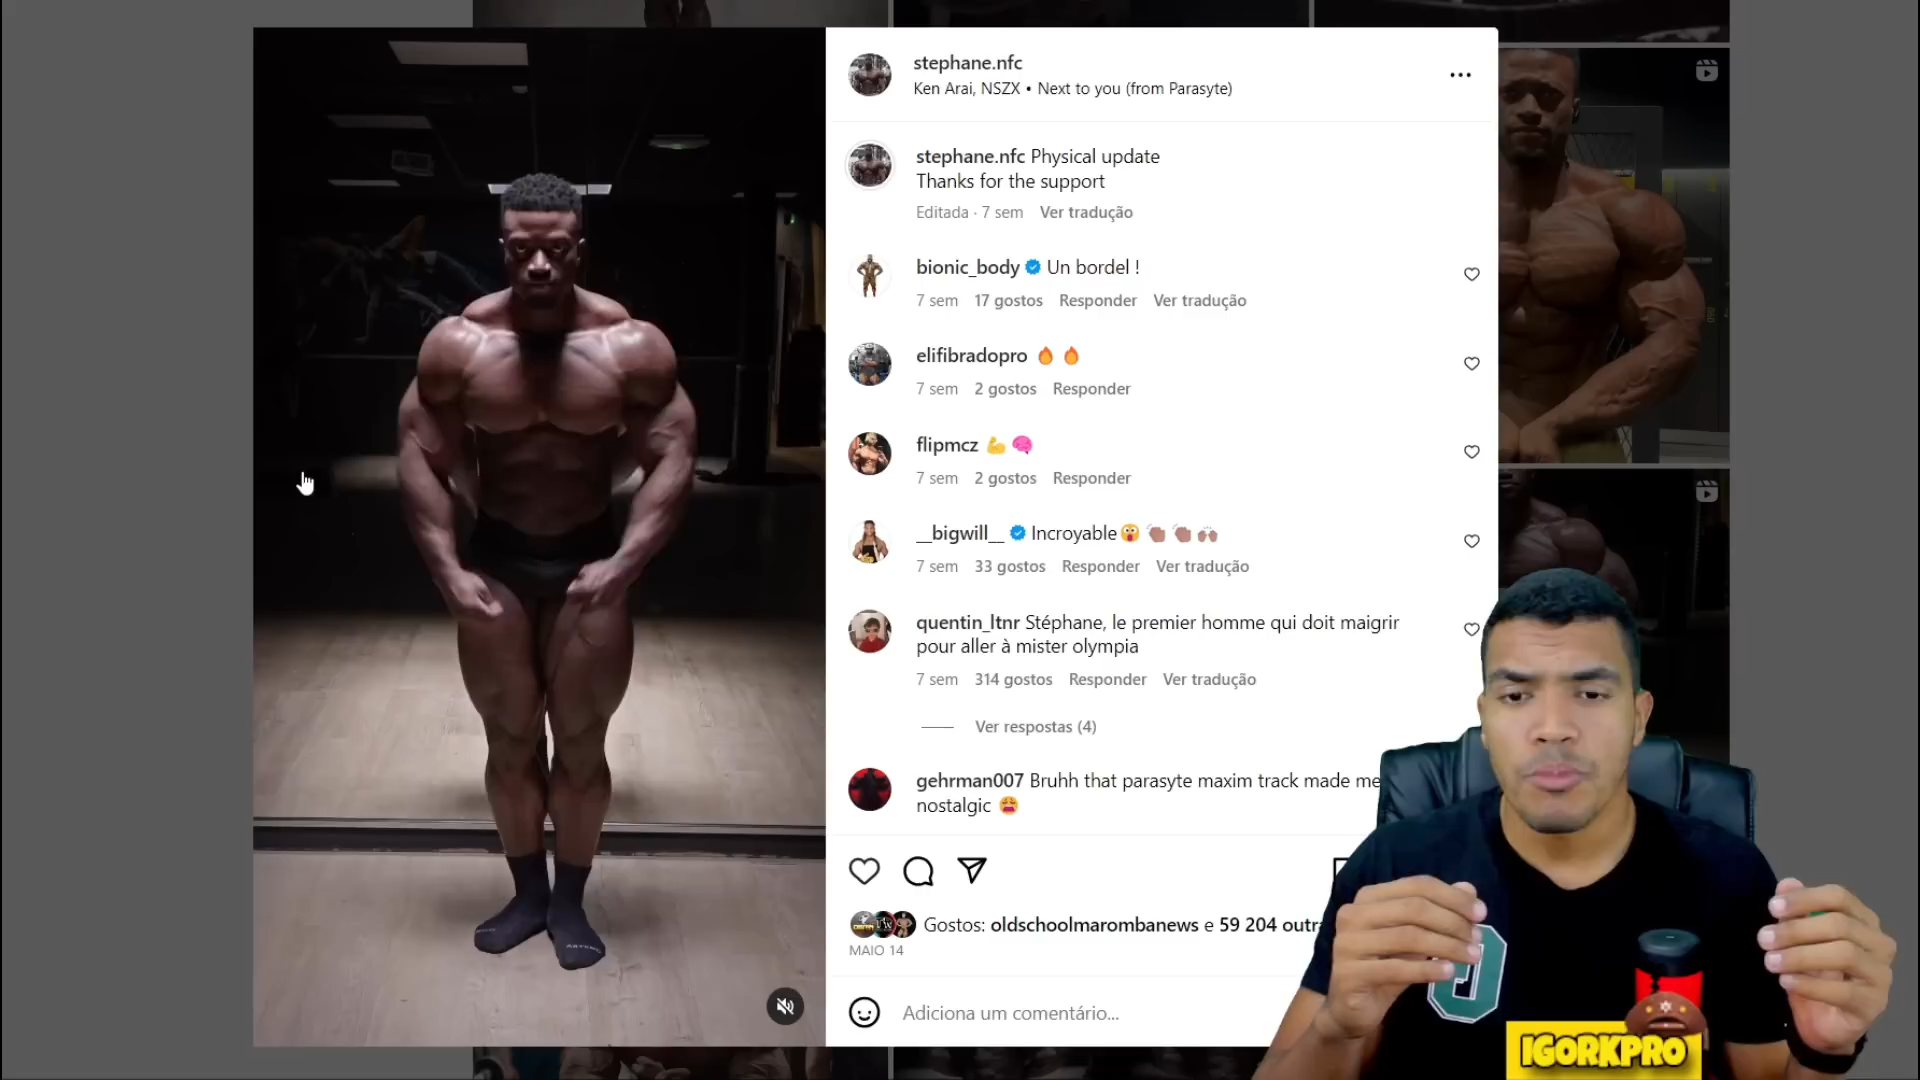 stephane.nfc
Ken Arai, NSZX • Next to you (from Parasyte)
stephane.nfc Physical update
Thanks for the support
Editada · 7 sem Ver tradução
bionic_body Un bordel !
7 sem 17 gostos Responder Ver tradução
elifibradopro 🔥 🔥
7 sem 2 gostos Responder
flipmcz 💪 🧠
7 sem 2 gostos Responder
__bigwill__ Incroyable😲 👏🏾 👏🏾 🙌🏾
7 sem 33 gostos Responder Ver tradução
quentin_ltnr Stéphane, le premier homme qui doit maigrir
pour aller à mister olympia
7 sem 314 gostos Responder Ver tradução
Ver respostas (4)
gehrman007 Bruhh that parasyte maxim track made me
nostalgic 😩
Gostos: oldschoolmarombanews e 59 204 outr
MAIO 14
Adiciona um comentário...
IGORKPRO